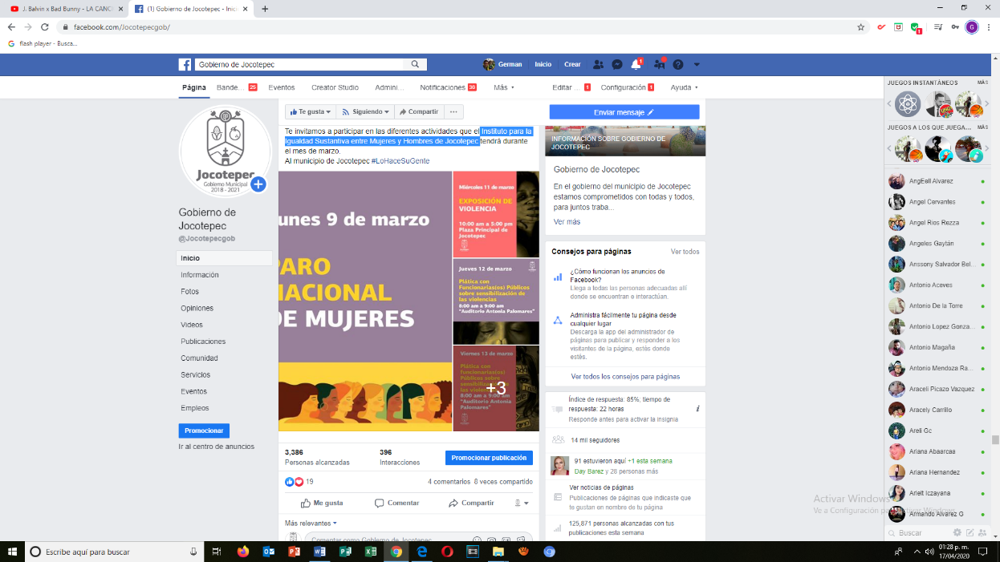 J. Balvin x Bad Bunny - LA CANC
(1) Gobierno de Jocotepec - Inic
facebook.com/Jocotepecgob/
G
flash player - Busca...
Gobierno de Jocotepec
German
Inicio
Crear
1
Página
Bande... 25
Eventos
Creator Studio
Admini...
Notificaciones 38
Más
Editar ... 1
Configuración 1
Ayuda
JUEGOS INSTANTÁNEOS MÁS
JUEGOS A LOS QUE JUEGA... MÁS
Jocotepec
Gobierno Municipal
2018 - 2021
Gobierno de
Jocotepec
@Jocotepecgob
Inicio
Información
Fotos
Opiniones
Videos
Publicaciones
Comunidad
Servicios
Eventos
Empleos
Promocionar
Ir al centro de anuncios
Te gusta
Siguiendo
Compartir
...
Te invitamos a participar en las diferentes actividades que el Instituto para la
Igualdad Sustantiva entre Mujeres y Hombres de Jocotepec tendrá durante
el mes de marzo.
Al municipio de Jocotepec #LoHaceSuGente
unes 9 de marzo
PARO
NACIONAL
DE MUJERES
Miércoles 11 de marzo
EXPOSICIÓN DE
VIOLENCIA
10:00 am a 5:00 pm
Plaza Principal de
Jocotepec
Jueves 12 de marzo
Plática con
Funcionarias(os) Públicos
sobre sensibilización de
las violencias
8:00 am a 9:00 am
"Auditorio Antonia Palomares"
Viernes 13 de marzo
Plática con
funcionarias(os)
Públicos sobre
sensibilización de
las violencias
8:00 am a 9:00 am
"Auditorio Antonia
Palomares"
+3
3,386
Personas alcanzadas
396
Interacciones
Promocionar publicación
19
4 comentarios 8 veces compartido
Me gusta
Comentar
Compartir
Más relevantes
Comentar como Gobierno de Jocotepec
Enviar mensaje
INFORMACIÓN SOBRE GOBIERNO DE
JOCOTEPEC
Gobierno de Jocotepec
En el gobierno del municipio de Jocotepec
estamos comprometidos con todas y todos,
para juntos traba...
Ver más
Consejos para páginas
Ver todos
¿Cómo funcionan los anuncios de
Facebook?
Llega a todas las personas adecuadas allí
donde se encuentran e interactúan.
Administra fácilmente tu página desde
cualquier lugar
Descarga la app del administrador de
páginas para publicar y responder a los
visitantes de la página, estés donde
estés.
Ver todos los consejos para páginas
Índice de respuesta: 85%; tiempo de
respuesta: 22 horas
Responde antes para activar la insignia
14 mil seguidores
91 estuvieron aquí +1 esta semana
Day Barez y 28 personas más
Ver noticias de páginas
Publicaciones de páginas que indicaste que
te gustan en nombre de tu página
125,871 personas alcanzadas con tus
publicaciones esta semana
AngEell Alvarez
Angel Cervantes
Angel Rios Rezza
Angeles Gaytán
Anssony Salvador Bel...
Antonio Aceves
Antonio De la Torre
Antonio Lopez Gonza...
Antonio Magaña
Antonio Mendoza Ra...
Araceli Picazo Vazquez
Aracely Carrillo
Areli Gc
Ariana Abaarcaa
Ariana Hernandez
Arleit Iczayana
Armando Alvarez G
Buscar
Activar Windows
Ve a Configuración para activar Windows.
Escribe aquí para buscar
01:28 p. m.
17/04/2020